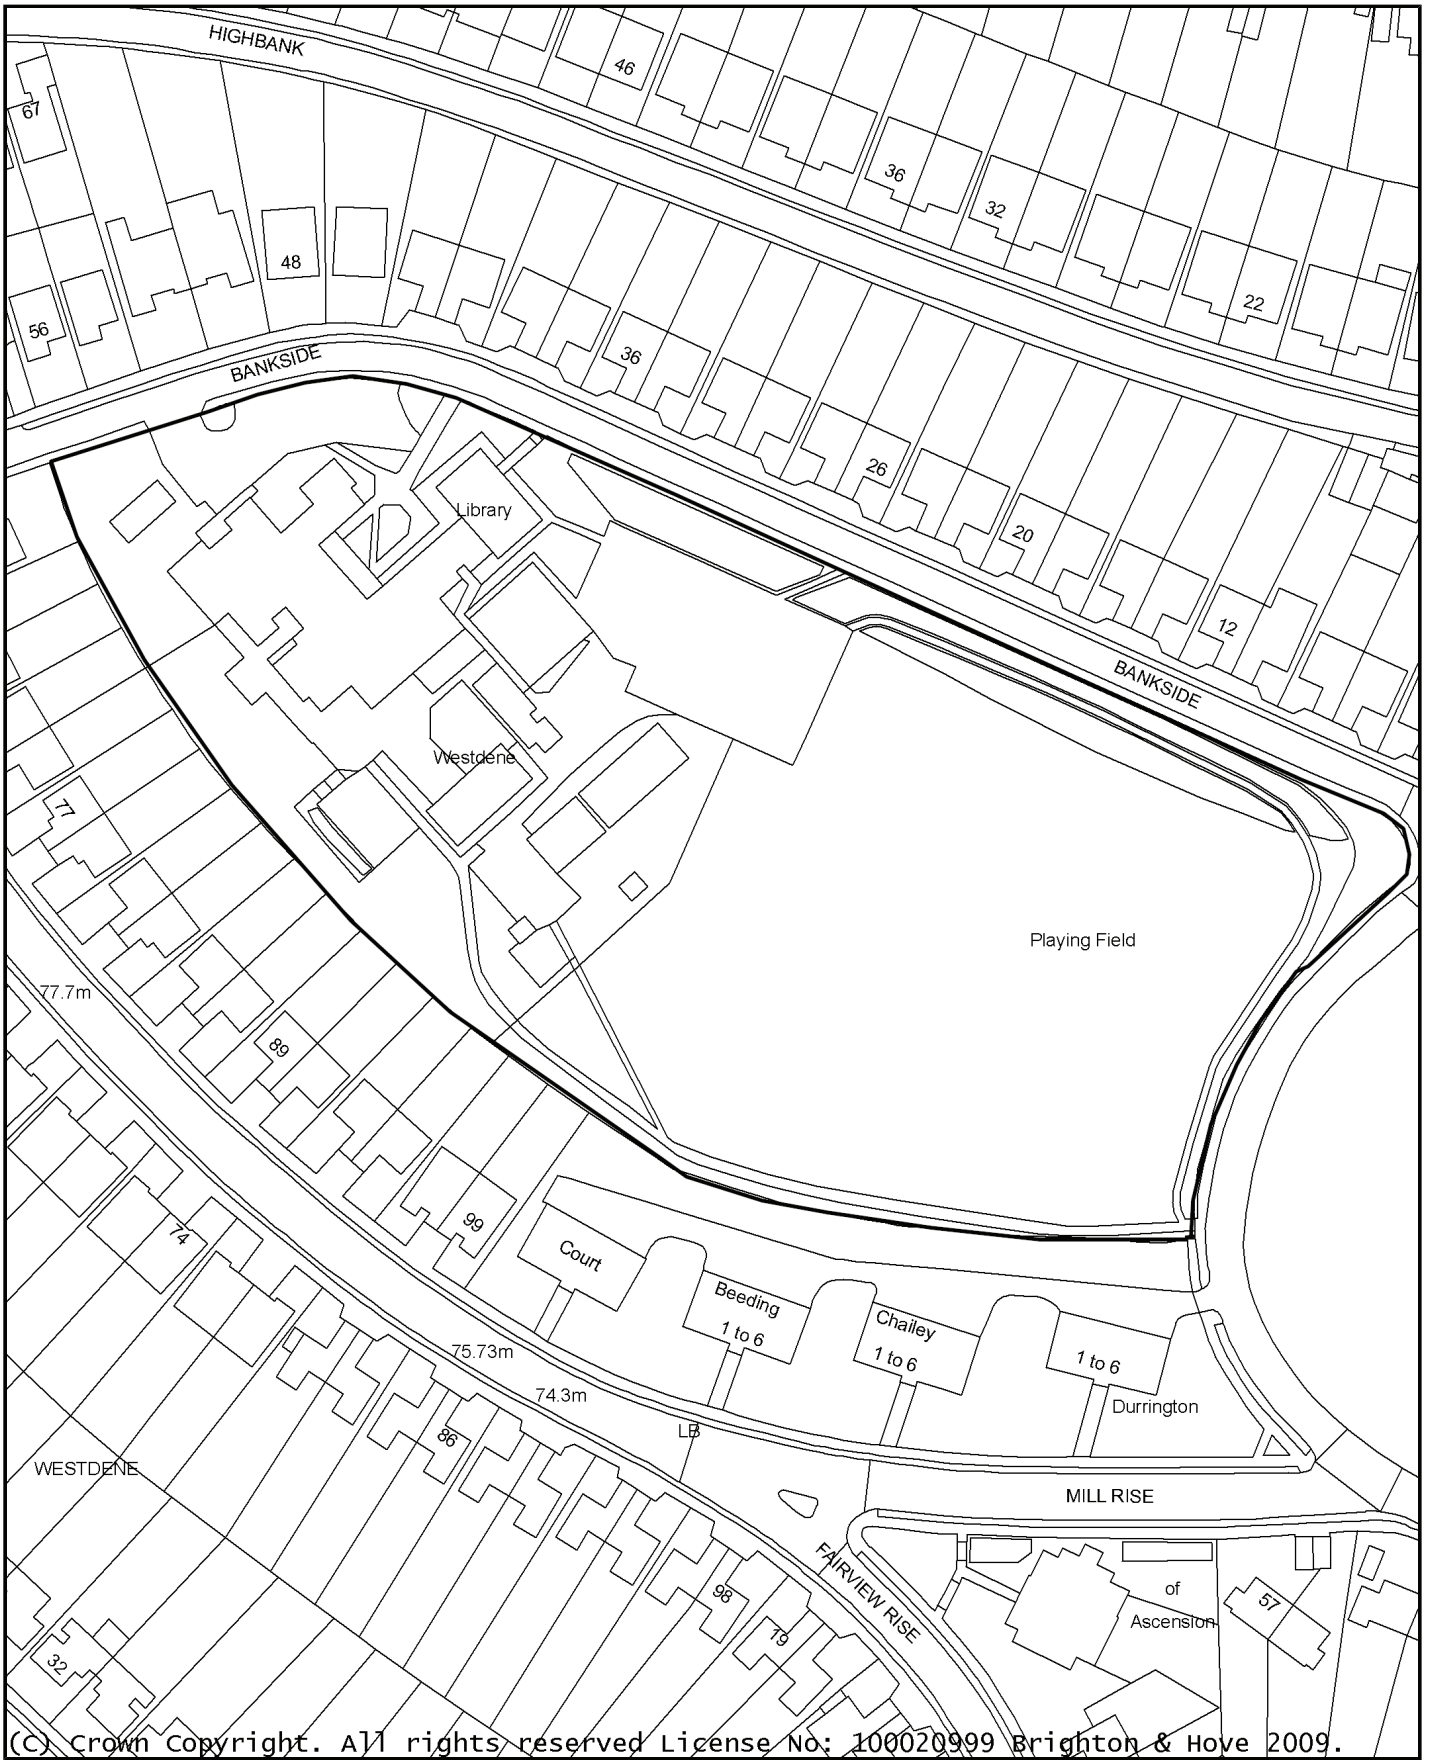 HIGHBANK
46
67
36
32
48
22
56
36
BANKSIDE
26
Library
20
12
BANKSIDE
Westdene
77
Playing Field
77.7m
89
99
74
Court
Beeding
1 to 6
Chailey
1 to 6
1 to 6
Durrington
75.73m
74.3m
LB
86
WESTDENE
MILL RISE
FAIRVIEW RISE
of
Ascension
57
98
19
32
(c) Crown Copyright. All rights reserved License No: 100020999 Brighton & Hove 2009.